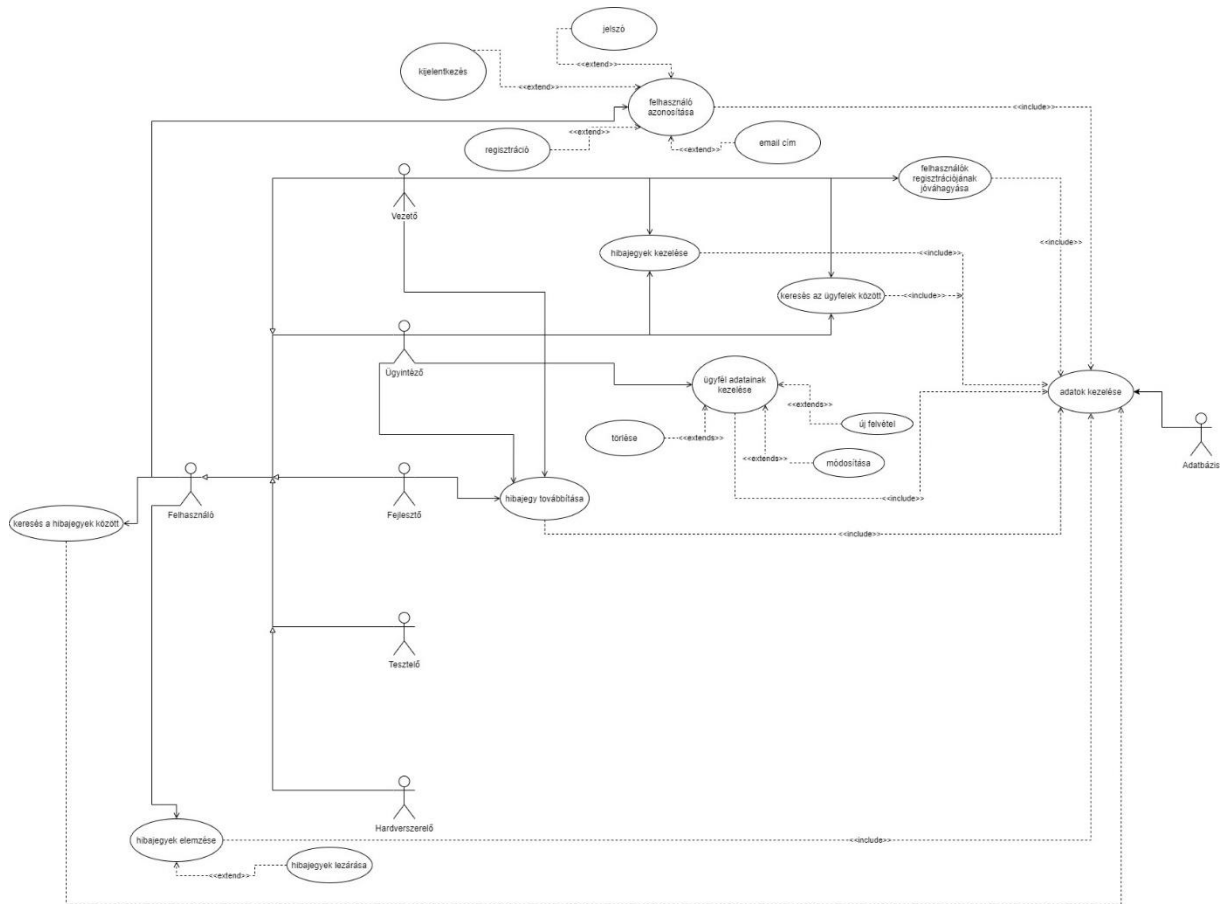 jelszó
<<extend>>
kijelentkezés
<<extend>>
felhasználó
azonosítása
<<include>>
<<extend>>
regisztráció
<<extend>>
email cím
felhasználók
regisztrációjának
jóváhagyása
Vezető
<<include>>
hibajegyek kezelése
<<include>>
keresés az ügyfelek között
<<include>>
Ügyintéző
ügyfél adatainak
kezelése
adatok kezelése
<<extends>>
új felvétel
törlése
<<extends>>
<<extends>>
módosítása
Adatbázis
Felhasználó
Fejlesztő
hibajegy továbbítása
<<include>>
keresés a hibajegyek között
<<include>>
Tesztelő
Hardverszerelő
hibajegyek elemzése
<<include>>
hibajegyek lezárása
<<extend>>